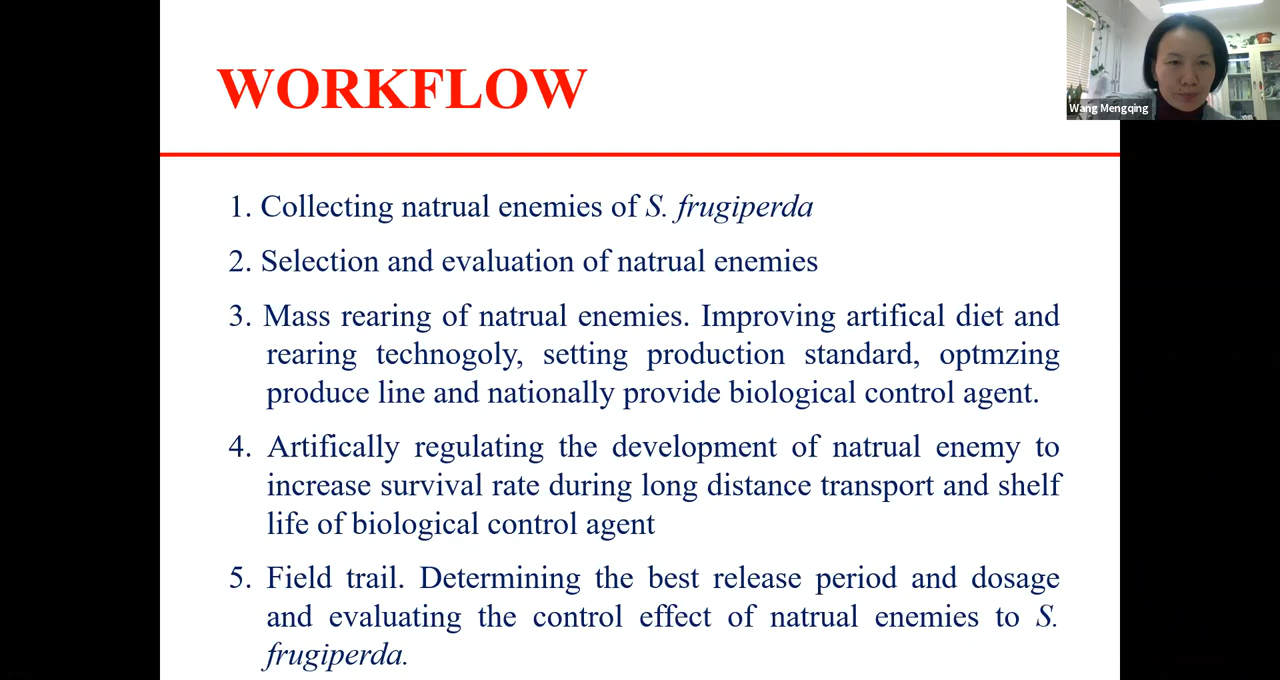 WORKFLOW
Wang Mengqing
1. Collecting natrual enemies of S. frugiperda
2. Selection and evaluation of natrual enemies
3. Mass rearing of natrual enemies. Improving artifical diet and
rearing technogoly, setting production standard, optmzing
produce line and nationally provide biological control agent.
4. Artifically regulating the development of natrual enemy to
increase survival rate during long distance transport and shelf
life of biological control agent
5. Field trail. Determining the best release period and dosage
and evaluating the control effect of natrual enemies to S.
frugiperda.